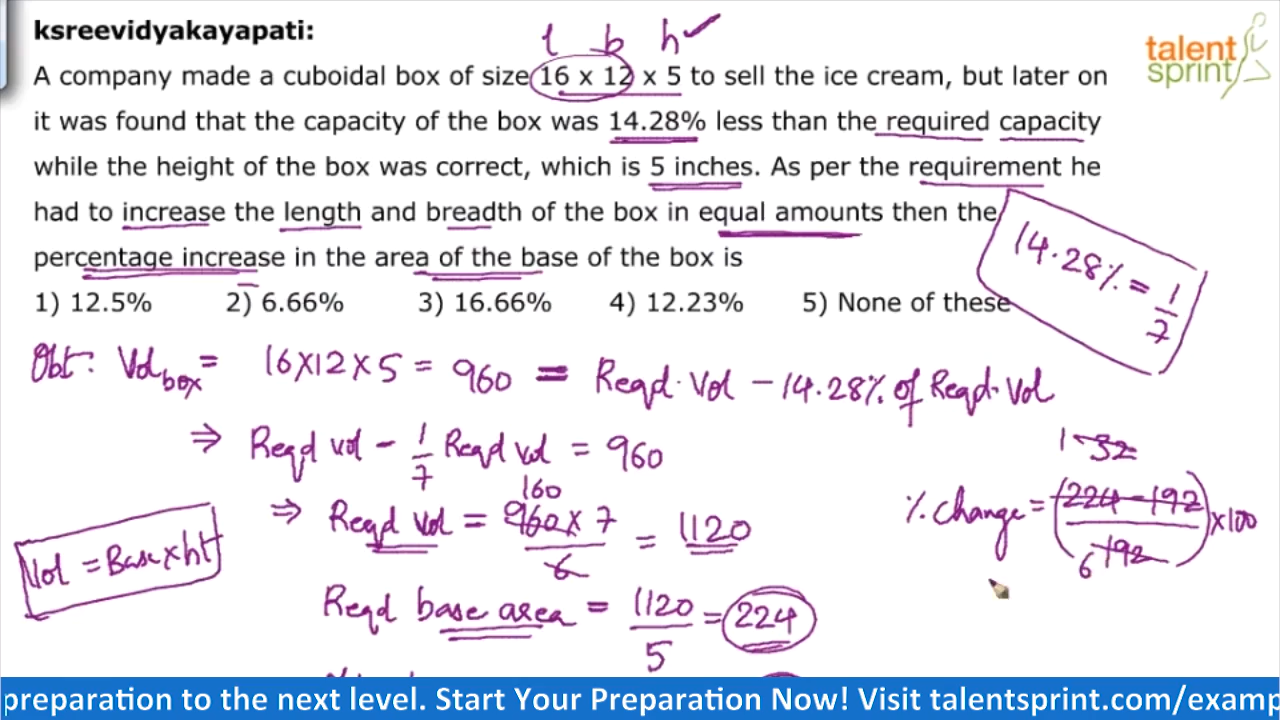 ksreevidyakayapati:
l b h ✓
talent
sprint
A company made a cuboidal box of size 16 x 12 x 5 to sell the ice cream, but later on
it was found that the capacity of the box was 14.28% less than the required capacity
while the height of the box was correct, which is 5 inches. As per the requirement he
had to increase the length and breadth of the box in equal amounts then the
percentage increase in the area of the base of the box is
14.28% = 1/7
1) 12.5% 2) 6.66% 3) 16.66% 4) 12.23% 5) None of these
Obt: Vol box = 16×12×5 = 960 = Reqd. Vol - 14.28% of Reqd. Vol
⇒ Reqd vol - 1/7 Reqd vol = 960
⇒ Reqd vol = 960 × 7 / 6 = 1120
160
1 32
% change = (224 - 192 / 192) × 100
6
Vol = Base × ht
Reqd base area = 1120 / 5 = 224
preparation to the next level. Start Your Preparation Now! Visit talentsprint.com/examp